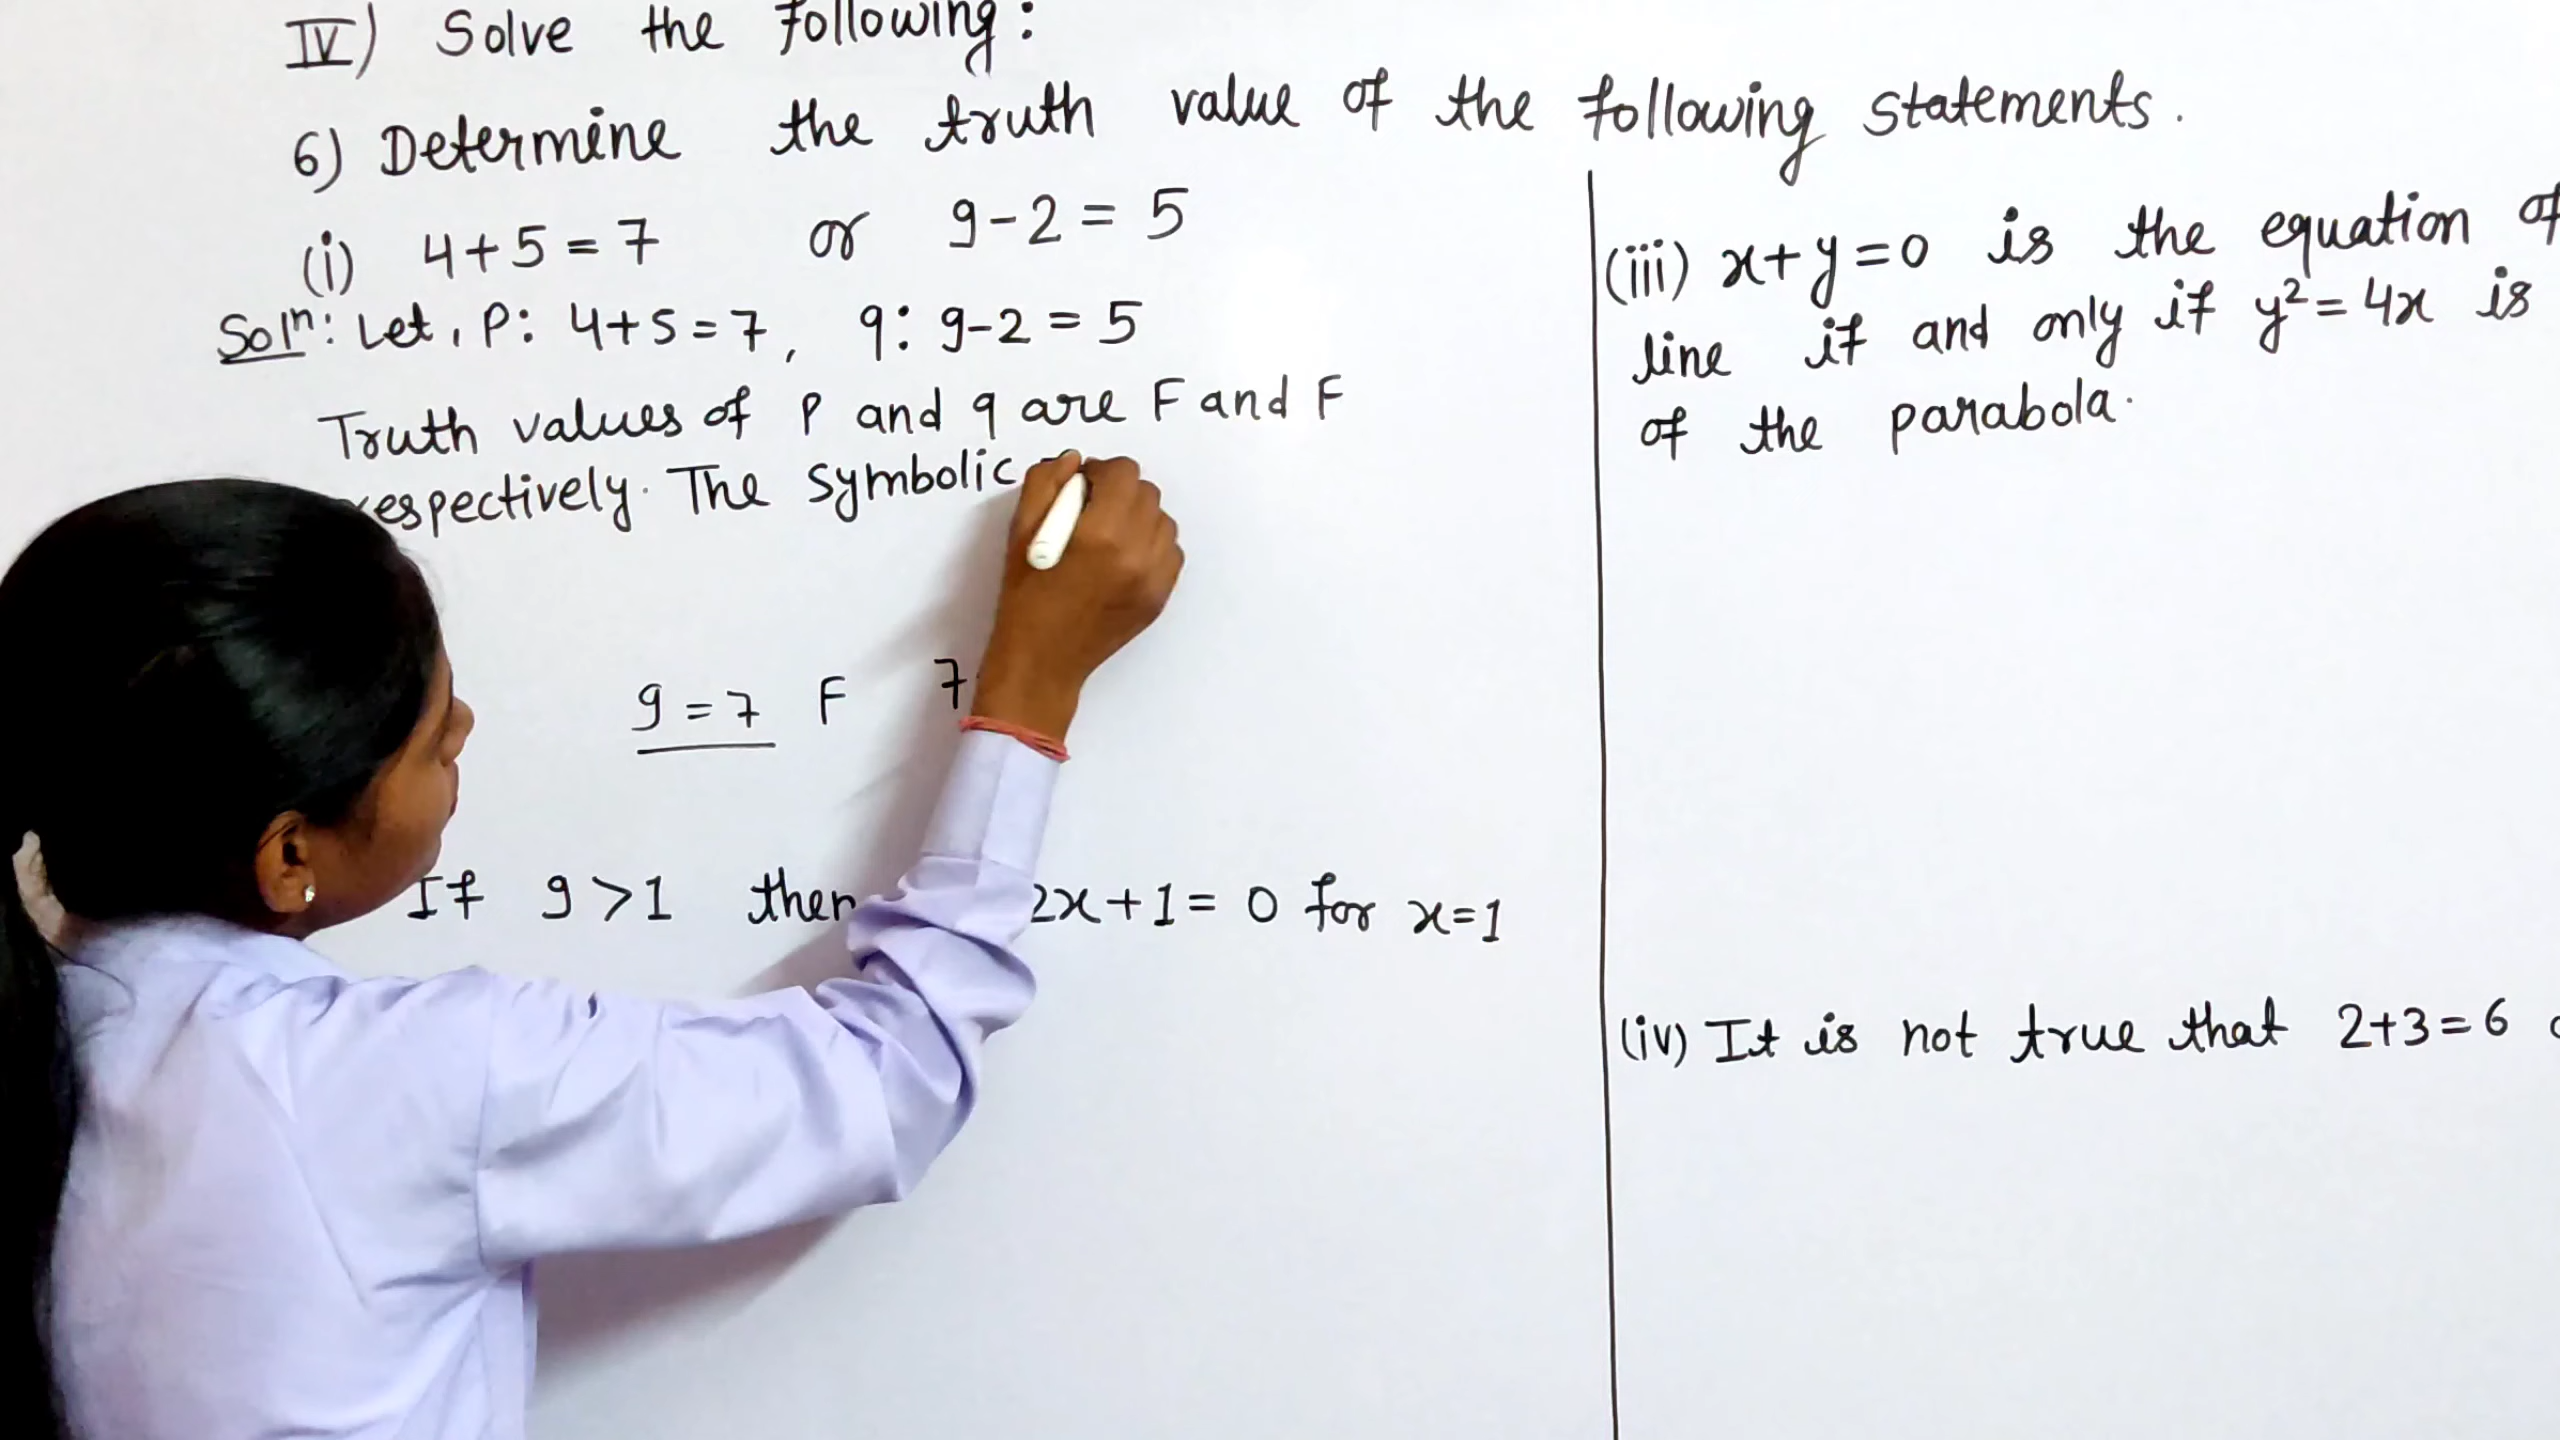 IV) Solve the following:
6) Determine the truth value of the following statements.
(i) 4+5=7 or 9-2=5
Solⁿ: Let, P: 4+5=7, q: 9-2=5
Truth values of P and q are F and F
respectively. The symbolic
9=7 F 7
If 9>1 then 2x+1=0 for x=1
(iii) x+y=0 is the equation of
line if and only if y²=4x is
of the parabola.
(iv) It is not true that 2+3=6